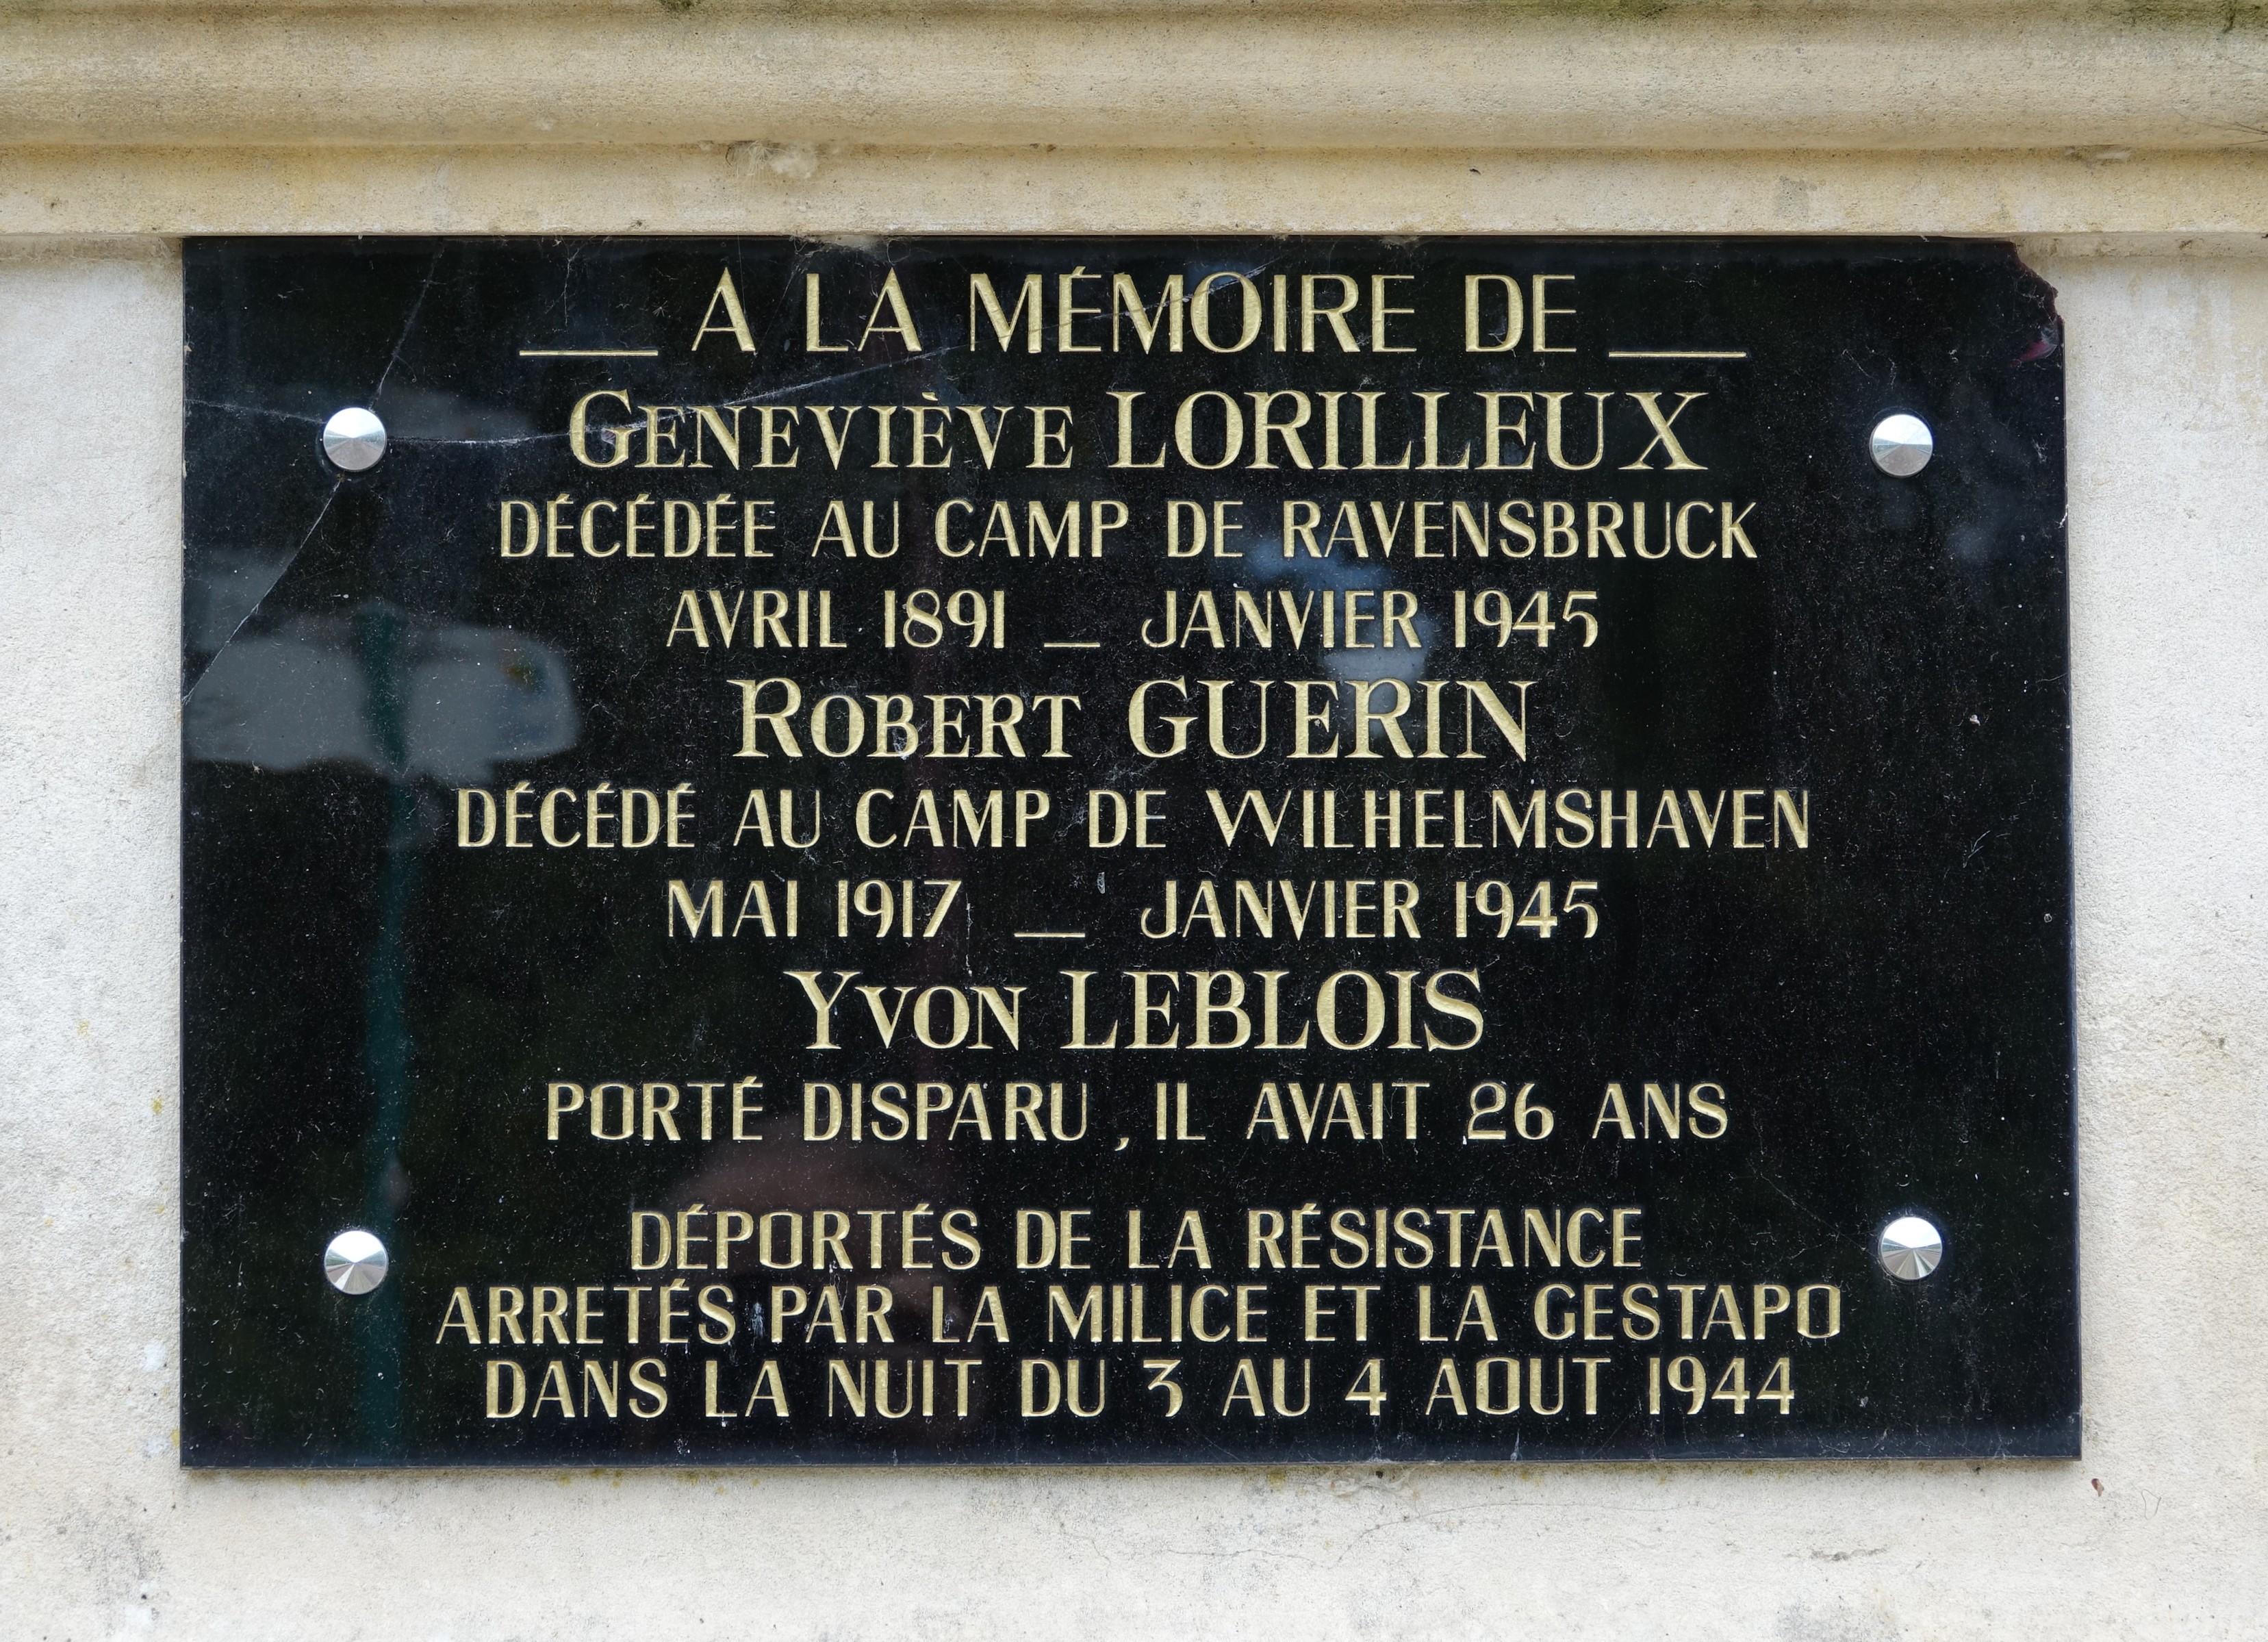 __ A LA MÉMOIRE DE __
GENEVIÈVE LORILLEUX
DÉCÉDÉE AU CAMP DE RAVENSBRUCK
AVRIL 1891 _ JANVIER 1945
ROBERT GUERIN
DÉCÉDÉ AU CAMP DE WILHELMSHAVEN
MAI 1917 _ JANVIER 1945
YVON LEBLOIS
PORTÉ DISPARU , IL AVAIT 26 ANS
DÉPORTÉS DE LA RÉSISTANCE
ARRETÉS PAR LA MILICE ET LA GESTAPO
DANS LA NUIT DU 3 AU 4 AOUT 1944